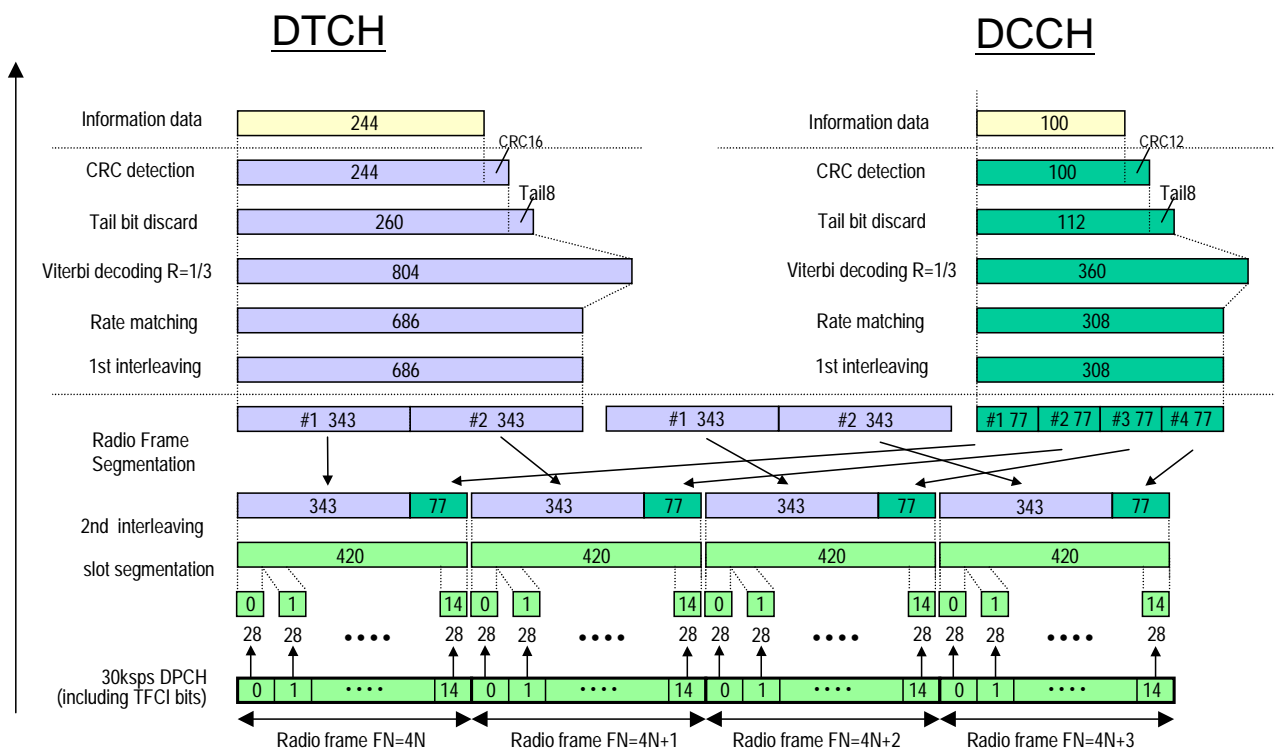 DTCH DCCH
Information data 244 Information data 100
CRC16 CRC12
CRC detection 244 CRC detection 100
Tail8 Tail8
Tail bit discard 260 Tail bit discard 112
Viterbi decoding R=1/3 804 Viterbi decoding R=1/3 360
Rate matching 686 Rate matching 308
1st interleaving 686 1st interleaving 308
#1 343 #2 343 #1 343 #2 343 #1 77 #2 77 #3 77 #4 77
Radio Frame
Segmentation
343 77 343 77 343 77 343 77
2nd interleaving
420 420 420 420
slot segmentation
0 1 14 0 1 14 0 1 14 0 1 14
28 28 •••• 28 28 28 •••• 28 28 28 •••• 28 28 28 •••• 28
30ksps DPCH
(including TFCI bits)
0 1 •••• 14 0 1 •••• 14 0 1 •••• 14 0 1 •••• 14
Radio frame FN=4N Radio frame FN=4N+1 Radio frame FN=4N+2 Radio frame FN=4N+3